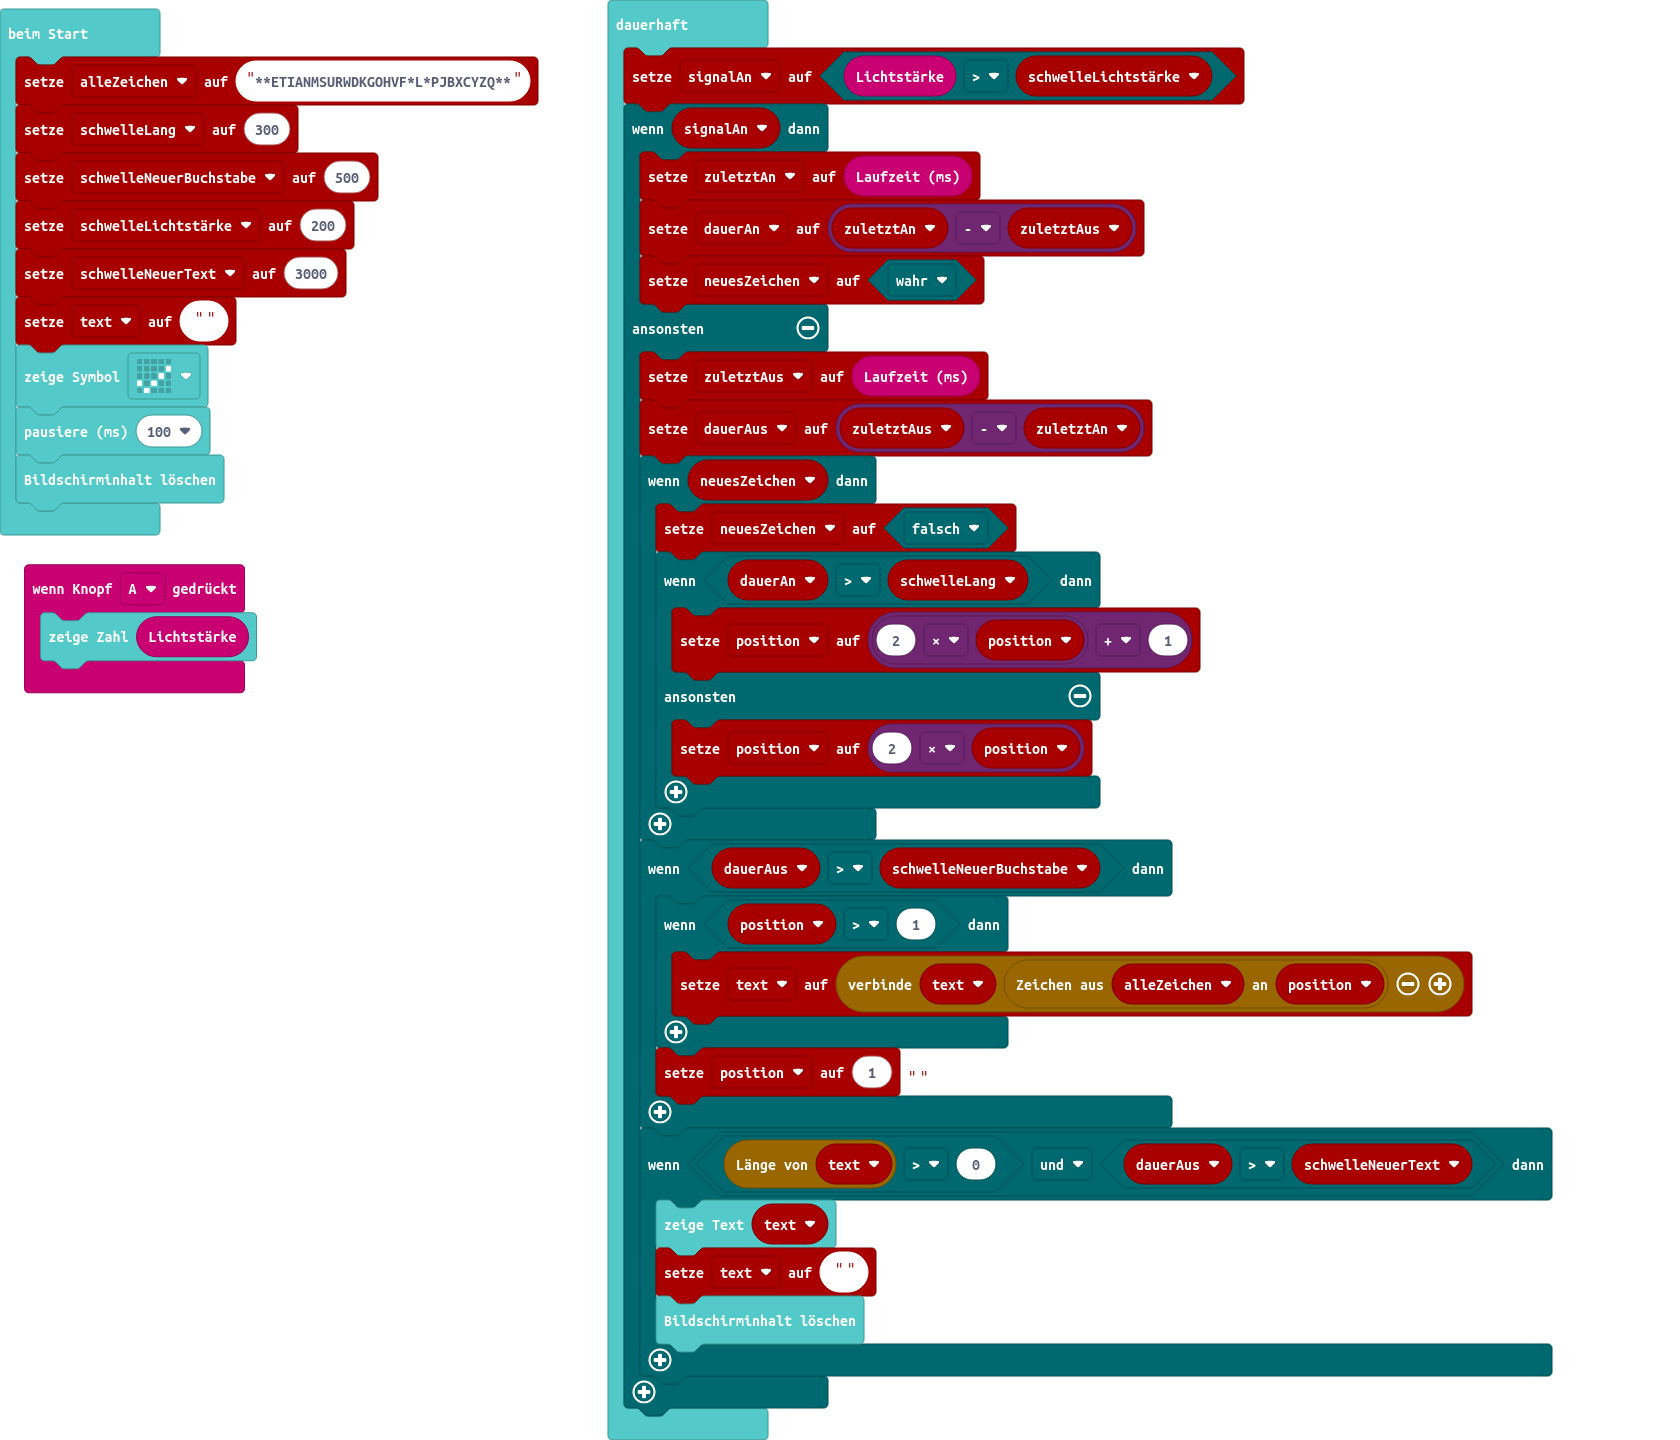 beim Start
setze alleZeichen auf "**ETIANMSURWDKGOHVF*L*PJBXCYZQ**"
setze schwelleLang auf 300
setze schwelleNeuerBuchstabe auf 500
setze schwelleLichtstärke auf 200
setze schwelleNeuerText auf 3000
setze text auf " "
zeige Symbol
pausiere (ms) 100
Bildschirminhalt löschen
wenn Knopf A gedrückt
zeige Zahl Lichtstärke
dauerhaft
setze signalAn auf Lichtstärke > schwelleLichtstärke
wenn signalAn dann
setze zuletztAn auf Laufzeit (ms)
setze dauerAn auf zuletztAn - zuletztAus
setze neuesZeichen auf wahr
ansonsten
setze zuletztAus auf Laufzeit (ms)
setze dauerAus auf zuletztAus - zuletztAn
wenn neuesZeichen dann
setze neuesZeichen auf falsch
wenn dauerAn > schwelleLang dann
setze position auf 2 × position + 1
ansonsten
setze position auf 2 × position
wenn dauerAus > schwelleNeuerBuchstabe dann
wenn position > 1 dann
setze text auf verbinde text Zeichen aus alleZeichen an position
setze position auf 1 " "
wenn Länge von text > 0 und dauerAus > schwelleNeuerText dann
zeige Text text
setze text auf " "
Bildschirminhalt löschen